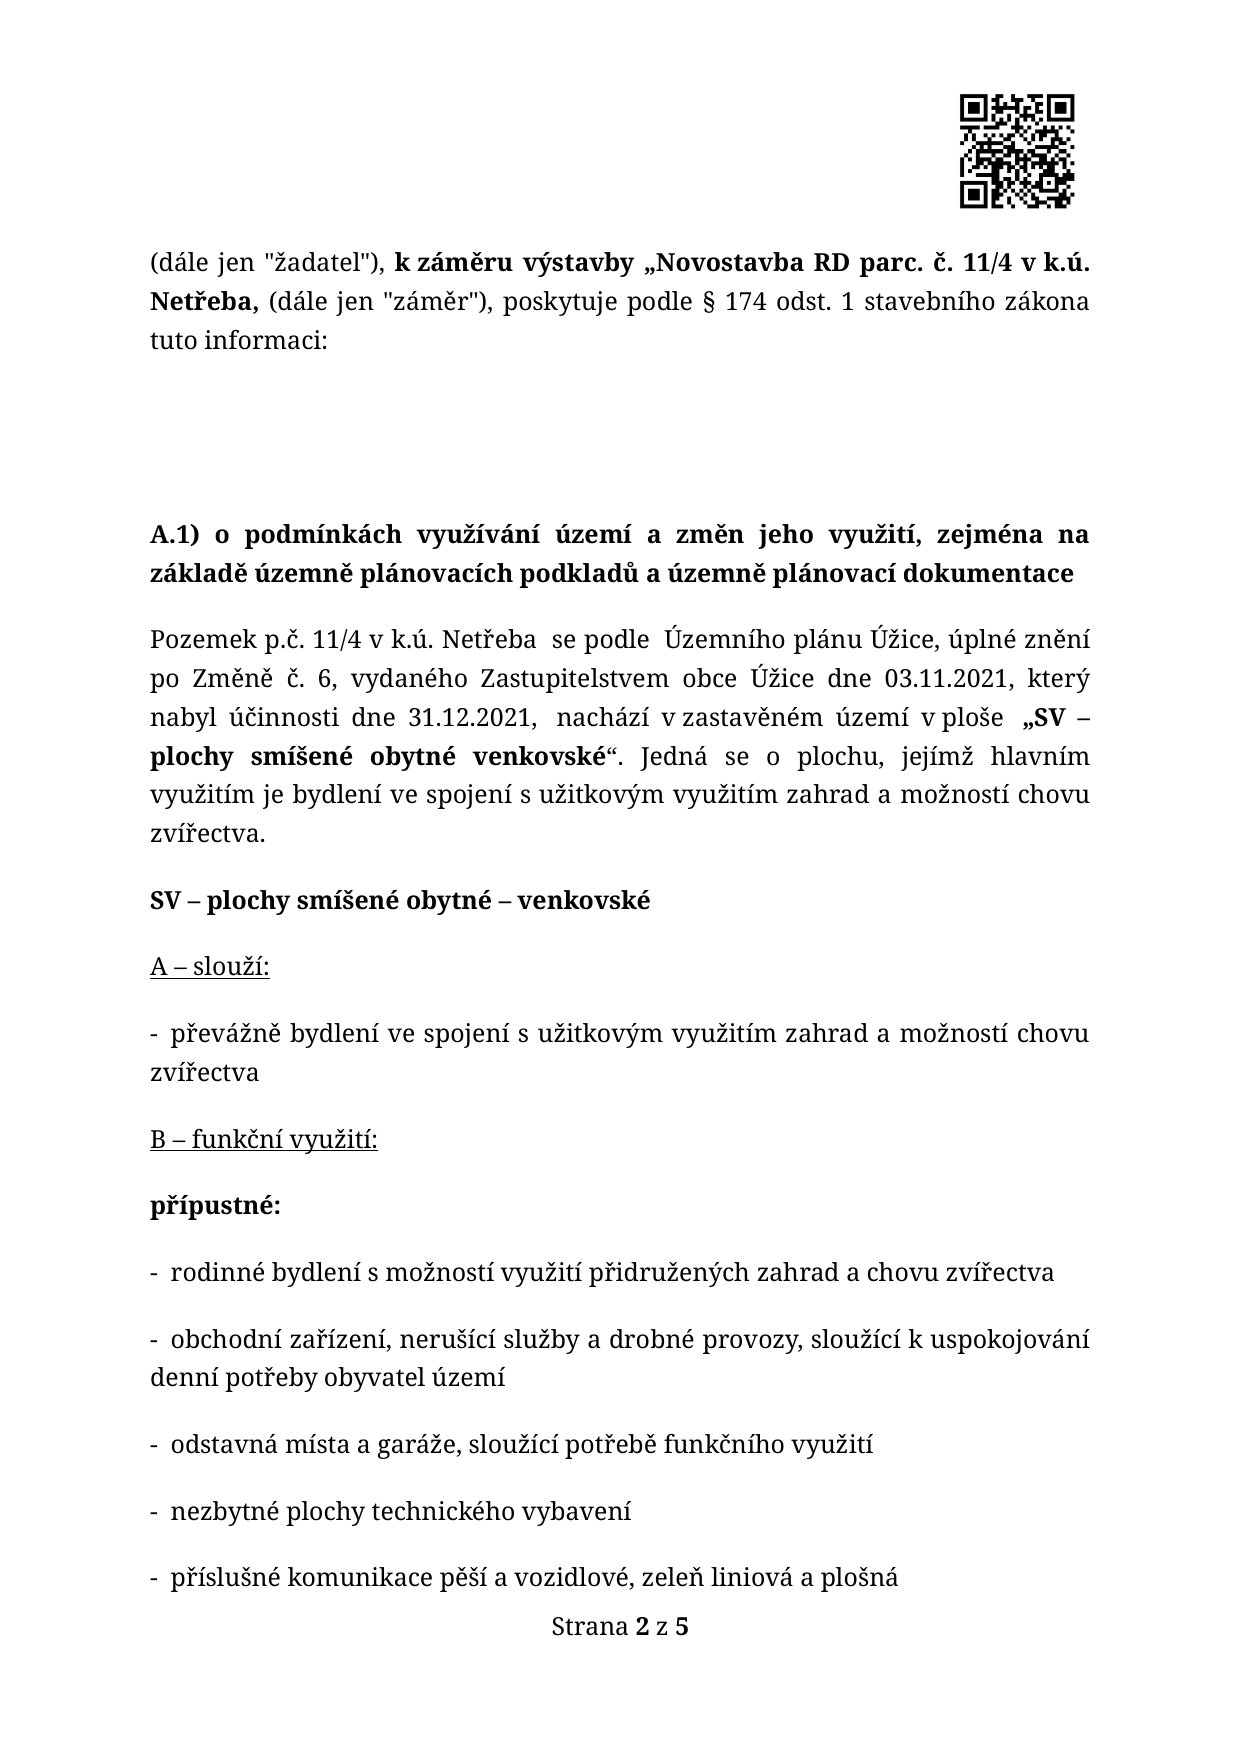 (dále jen "žadatel"), k záměru výstavby „Novostavba RD parc. č. 11/4 v k.ú.
Netřeba, (dále jen "záměr"), poskytuje podle § 174 odst. 1 stavebního zákona
tuto informaci:
A.1) o podmínkách využívání území a změn jeho využití, zejména na
základě územně plánovacích podkladů a územně plánovací dokumentace
Pozemek p.č. 11/4 v k.ú. Netřeba se podle Územního plánu Úžice, úplné znění
po Změně č. 6, vydaného Zastupitelstvem obce Úžice dne 03.11.2021, který
nabyl účinnosti dne 31.12.2021, nachází v zastavěném území v ploše „SV –
plochy smíšené obytné venkovské“. Jedná se o plochu, jejímž hlavním
využitím je bydlení ve spojení s užitkovým využitím zahrad a možností chovu
zvířectva.
SV – plochy smíšené obytné – venkovské
A – slouží:
- převážně bydlení ve spojení s užitkovým využitím zahrad a možností chovu
zvířectva
B – funkční využití:
přípustné:
- rodinné bydlení s možností využití přidružených zahrad a chovu zvířectva
- obchodní zařízení, nerušící služby a drobné provozy, sloužící k uspokojování
denní potřeby obyvatel území
- odstavná místa a garáže, sloužící potřebě funkčního využití
- nezbytné plochy technického vybavení
- příslušné komunikace pěší a vozidlové, zeleň liniová a plošná
Strana 2 z 5